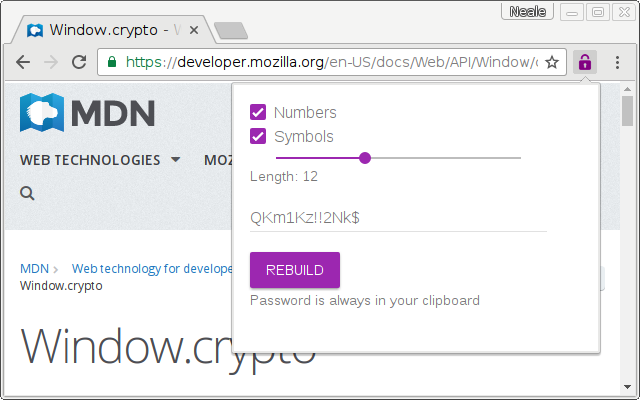 Neale
Window.crypto - W
https://developer.mozilla.org/en-US/docs/Web/API/Window/c
MDN
WEB TECHNOLOGIES
MOZ
Numbers
Symbols
Length: 12
QKm1Kz!!2Nk$
REBUILD
Password is always in your clipboard
MDN
Web technology for develope
Window.crypto
Window.crypto